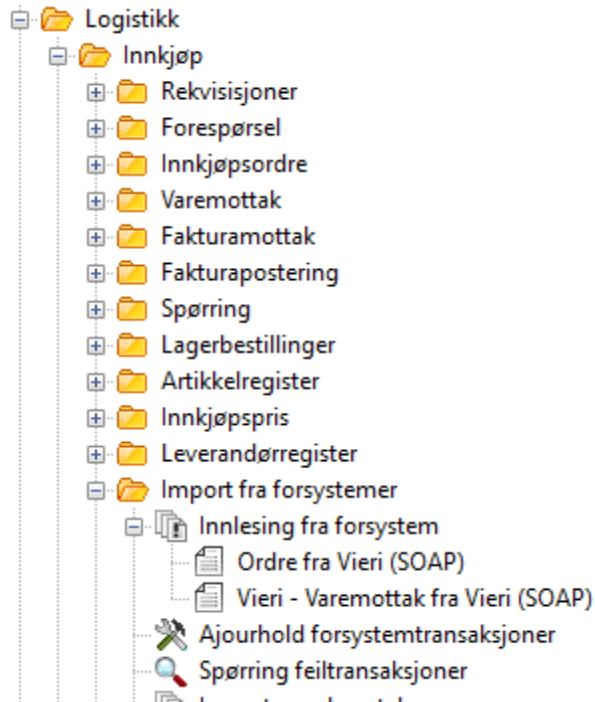 Logistikk
Innkjøp
Rekvisisjoner
Forespørsel
Innkjøpsordre
Varemottak
Fakturamottak
Fakturapostering
Spørring
Lagerbestillinger
Artikkelregister
Innkjøpspris
Leverandørregister
Import fra forsystemer
Innlesing fra forsystem
Ordre fra Vieri (SOAP)
Vieri - Varemottak fra Vieri (SOAP)
Ajourhold forsystemtransaksjoner
Spørring feiltransaksjoner